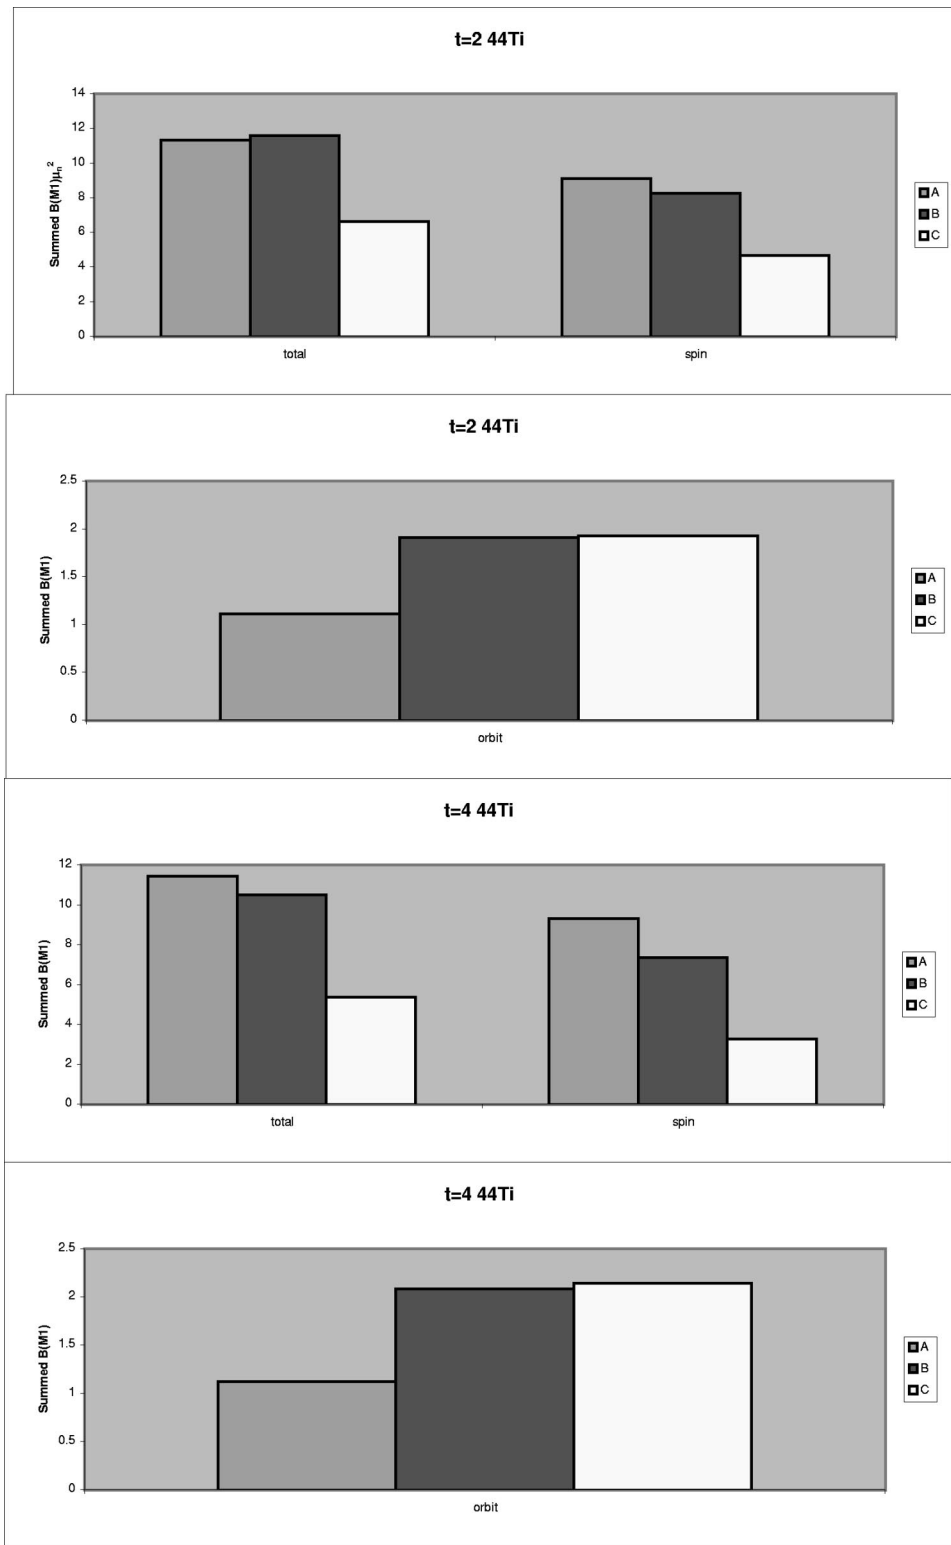 t=2 44Ti
Summed B(M1)μn²
14
12
10
8
6
4
2
0
total
spin
A
B
C
t=2 44Ti
Summed B(M1)
2.5
2
1.5
1
0.5
0
orbit
A
B
C
t=4 44Ti
Summed B(M1)
12
10
8
6
4
2
0
total
spin
A
B
C
t=4 44Ti
Summed B(M1)
2.5
2
1.5
1
0.5
0
orbit
A
B
C